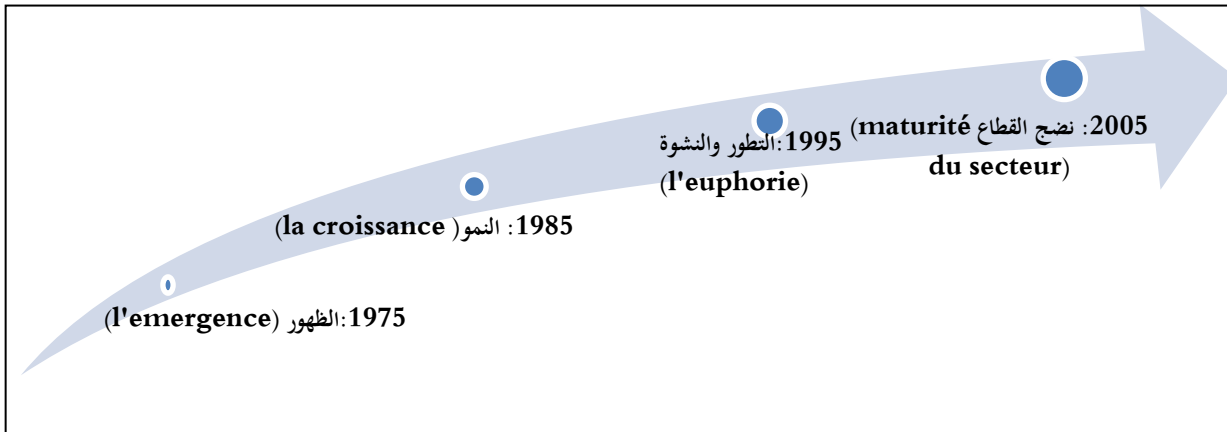 1975:الظهور (l'emergence)
1985: النمو( la croissance)
1995:التطور والنشوة
(l'euphorie)
2005: نضج القطاع maturité)
du secteur)